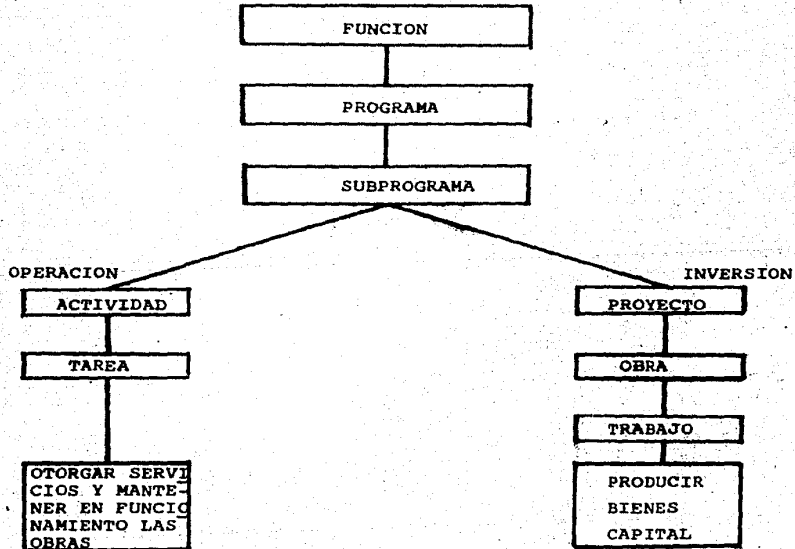 FUNCION
PROGRAMA
SUBPROGRAMA
OPERACION
INVERSION
ACTIVIDAD
PROYECTO
TAREA
OBRA
TRABAJO
OTORGAR SERVI
CIOS Y MANTE-
NER EN FUNCIO
NAMIENTO LAS
OBRAS
PRODUCIR
BIENES
CAPITAL